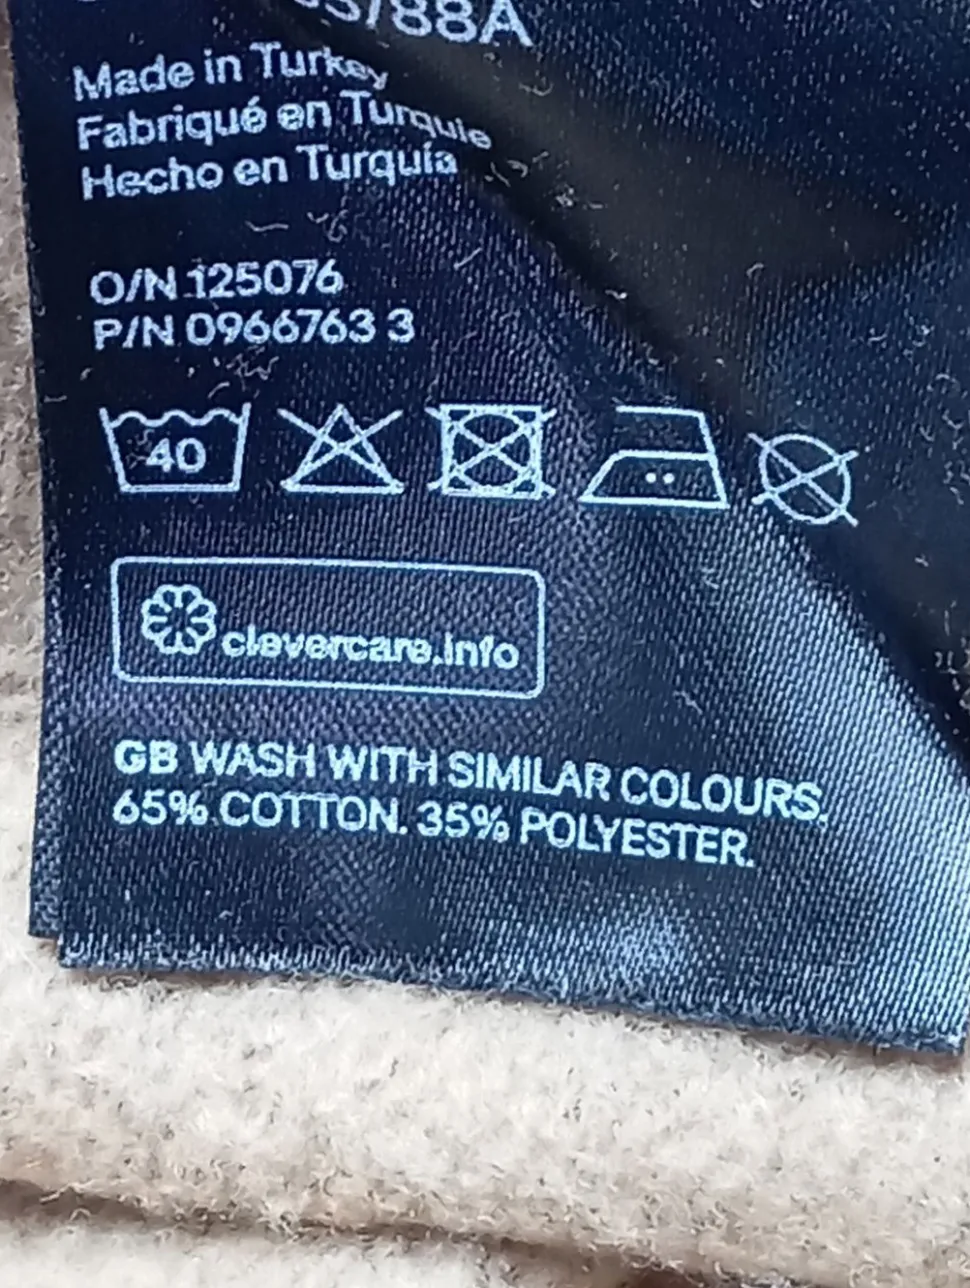 /88A
Made in Turkey
Fabriqué en Turquie
Hecho en Turquía
O/N 125076
P/N 0966763 3
40
clevercare.info
GB WASH WITH SIMILAR COLOURS.
65% COTTON. 35% POLYESTER.